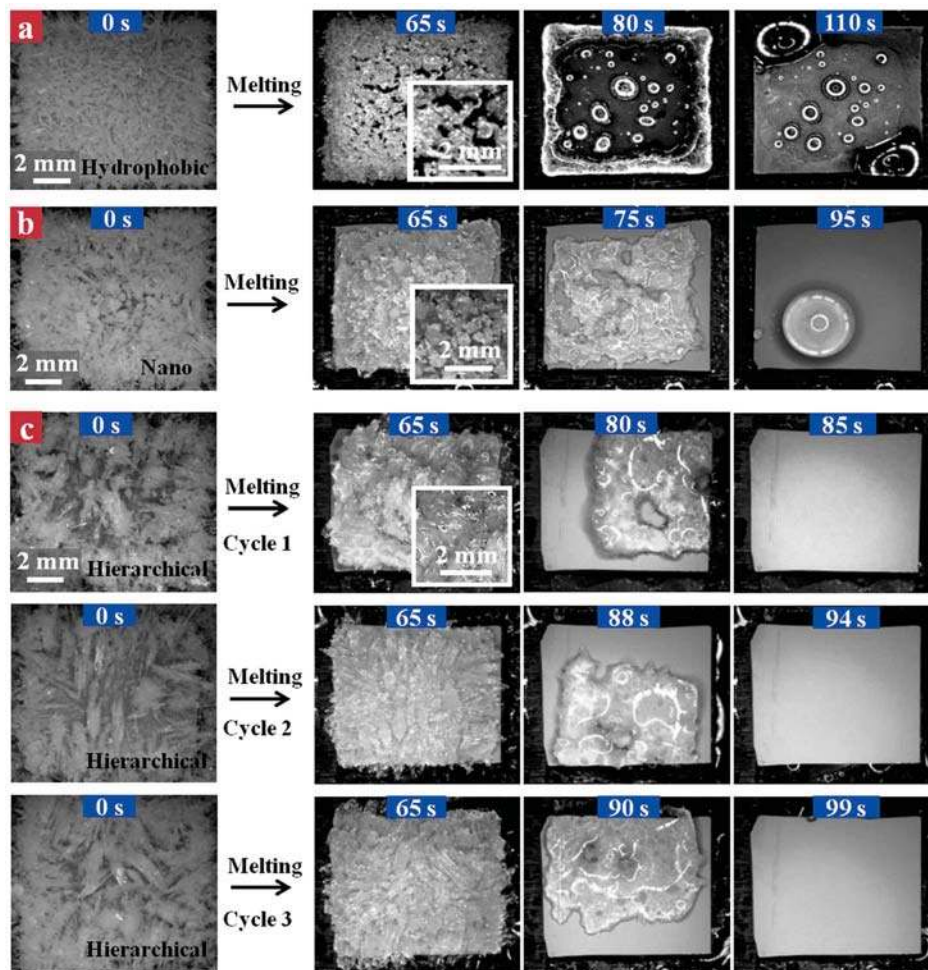 a
0 s
65 s
80 s
110 s
Melting
2 mm
Hydrophobic
2 mm
b
0 s
65 s
75 s
95 s
Melting
2 mm
Nano
2 mm
c
0 s
65 s
80 s
85 s
Melting
Cycle 1
2 mm
Hierarchical
2 mm
0 s
65 s
88 s
94 s
Melting
Cycle 2
Hierarchical
0 s
65 s
90 s
99 s
Melting
Cycle 3
Hierarchical